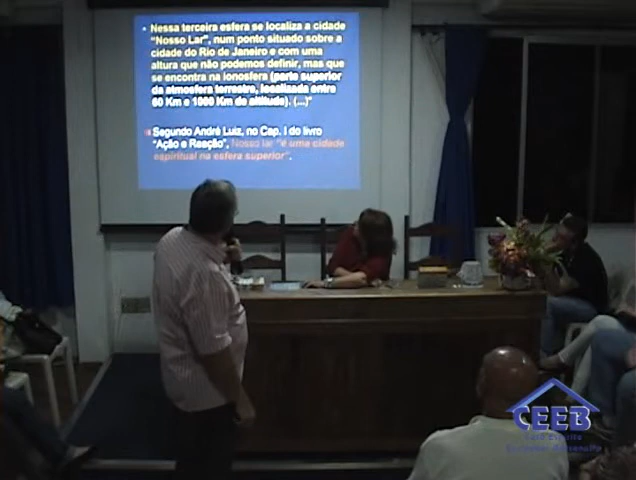 • Nessa terceira esfera se localiza a cidade
"Nosso Lar", num ponto situado sobre a
cidade do Rio de Janeiro e com uma
altura que não podemos definir, mas que
se encontra na ionosfera (parte superior
da atmosfera terrestre, localizada entre
60 Km e 1000 Km de altitude). (...)"
Segundo André Luiz, no Cap. I do livro
"Ação e Reação", Nosso lar "é uma cidade
espiritual na esfera superior".
CEEB